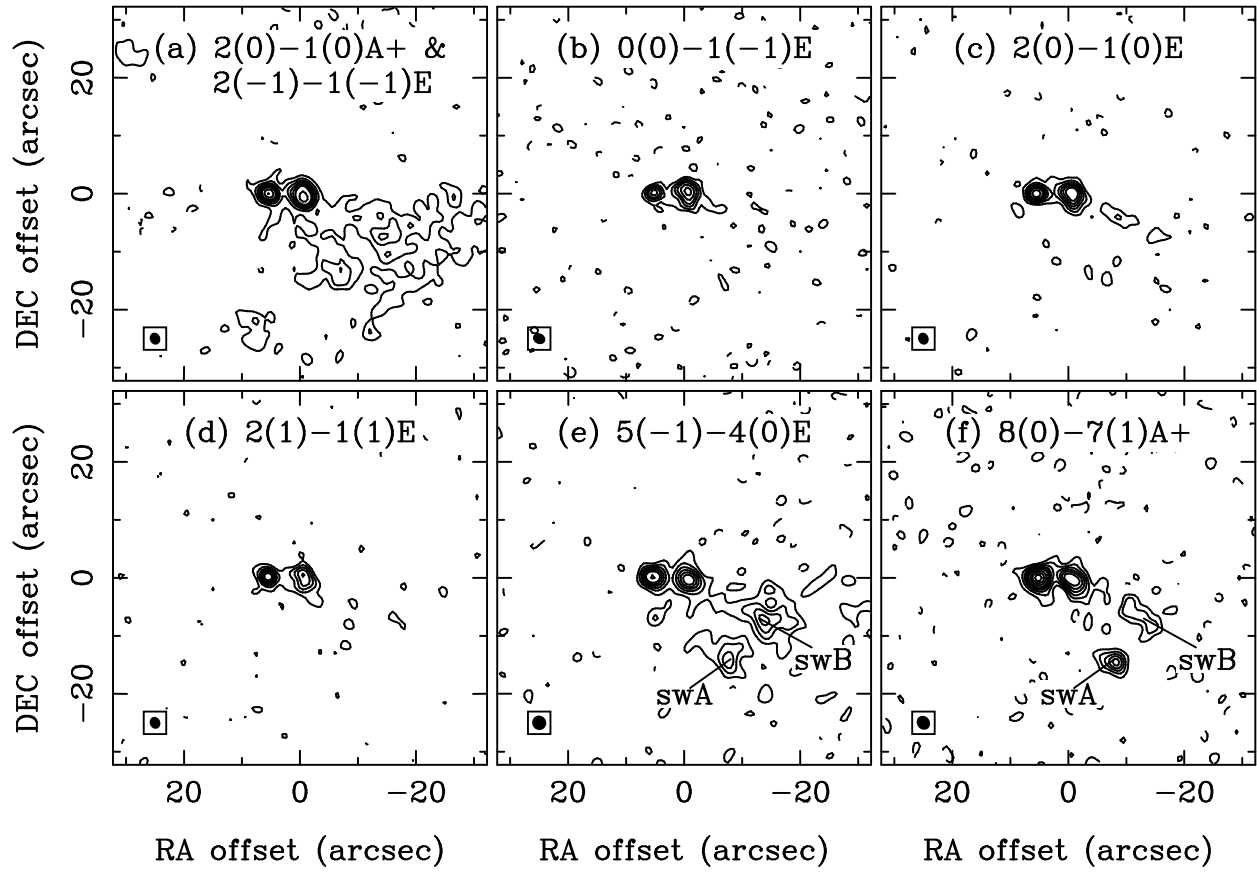 (a) 2(0)−1(0)A+ &
2(−1)−1(−1)E
(b) 0(0)−1(−1)E
(c) 2(0)−1(0)E
DEC offset (arcsec)
20
0
−20
(d) 2(1)−1(1)E
(e) 5(−1)−4(0)E
(f) 8(0)−7(1)A+
DEC offset (arcsec)
20
0
−20
swB
swA
swB
swA
20 0 −20
20 0 −20
20 0 −20
RA offset (arcsec)
RA offset (arcsec)
RA offset (arcsec)